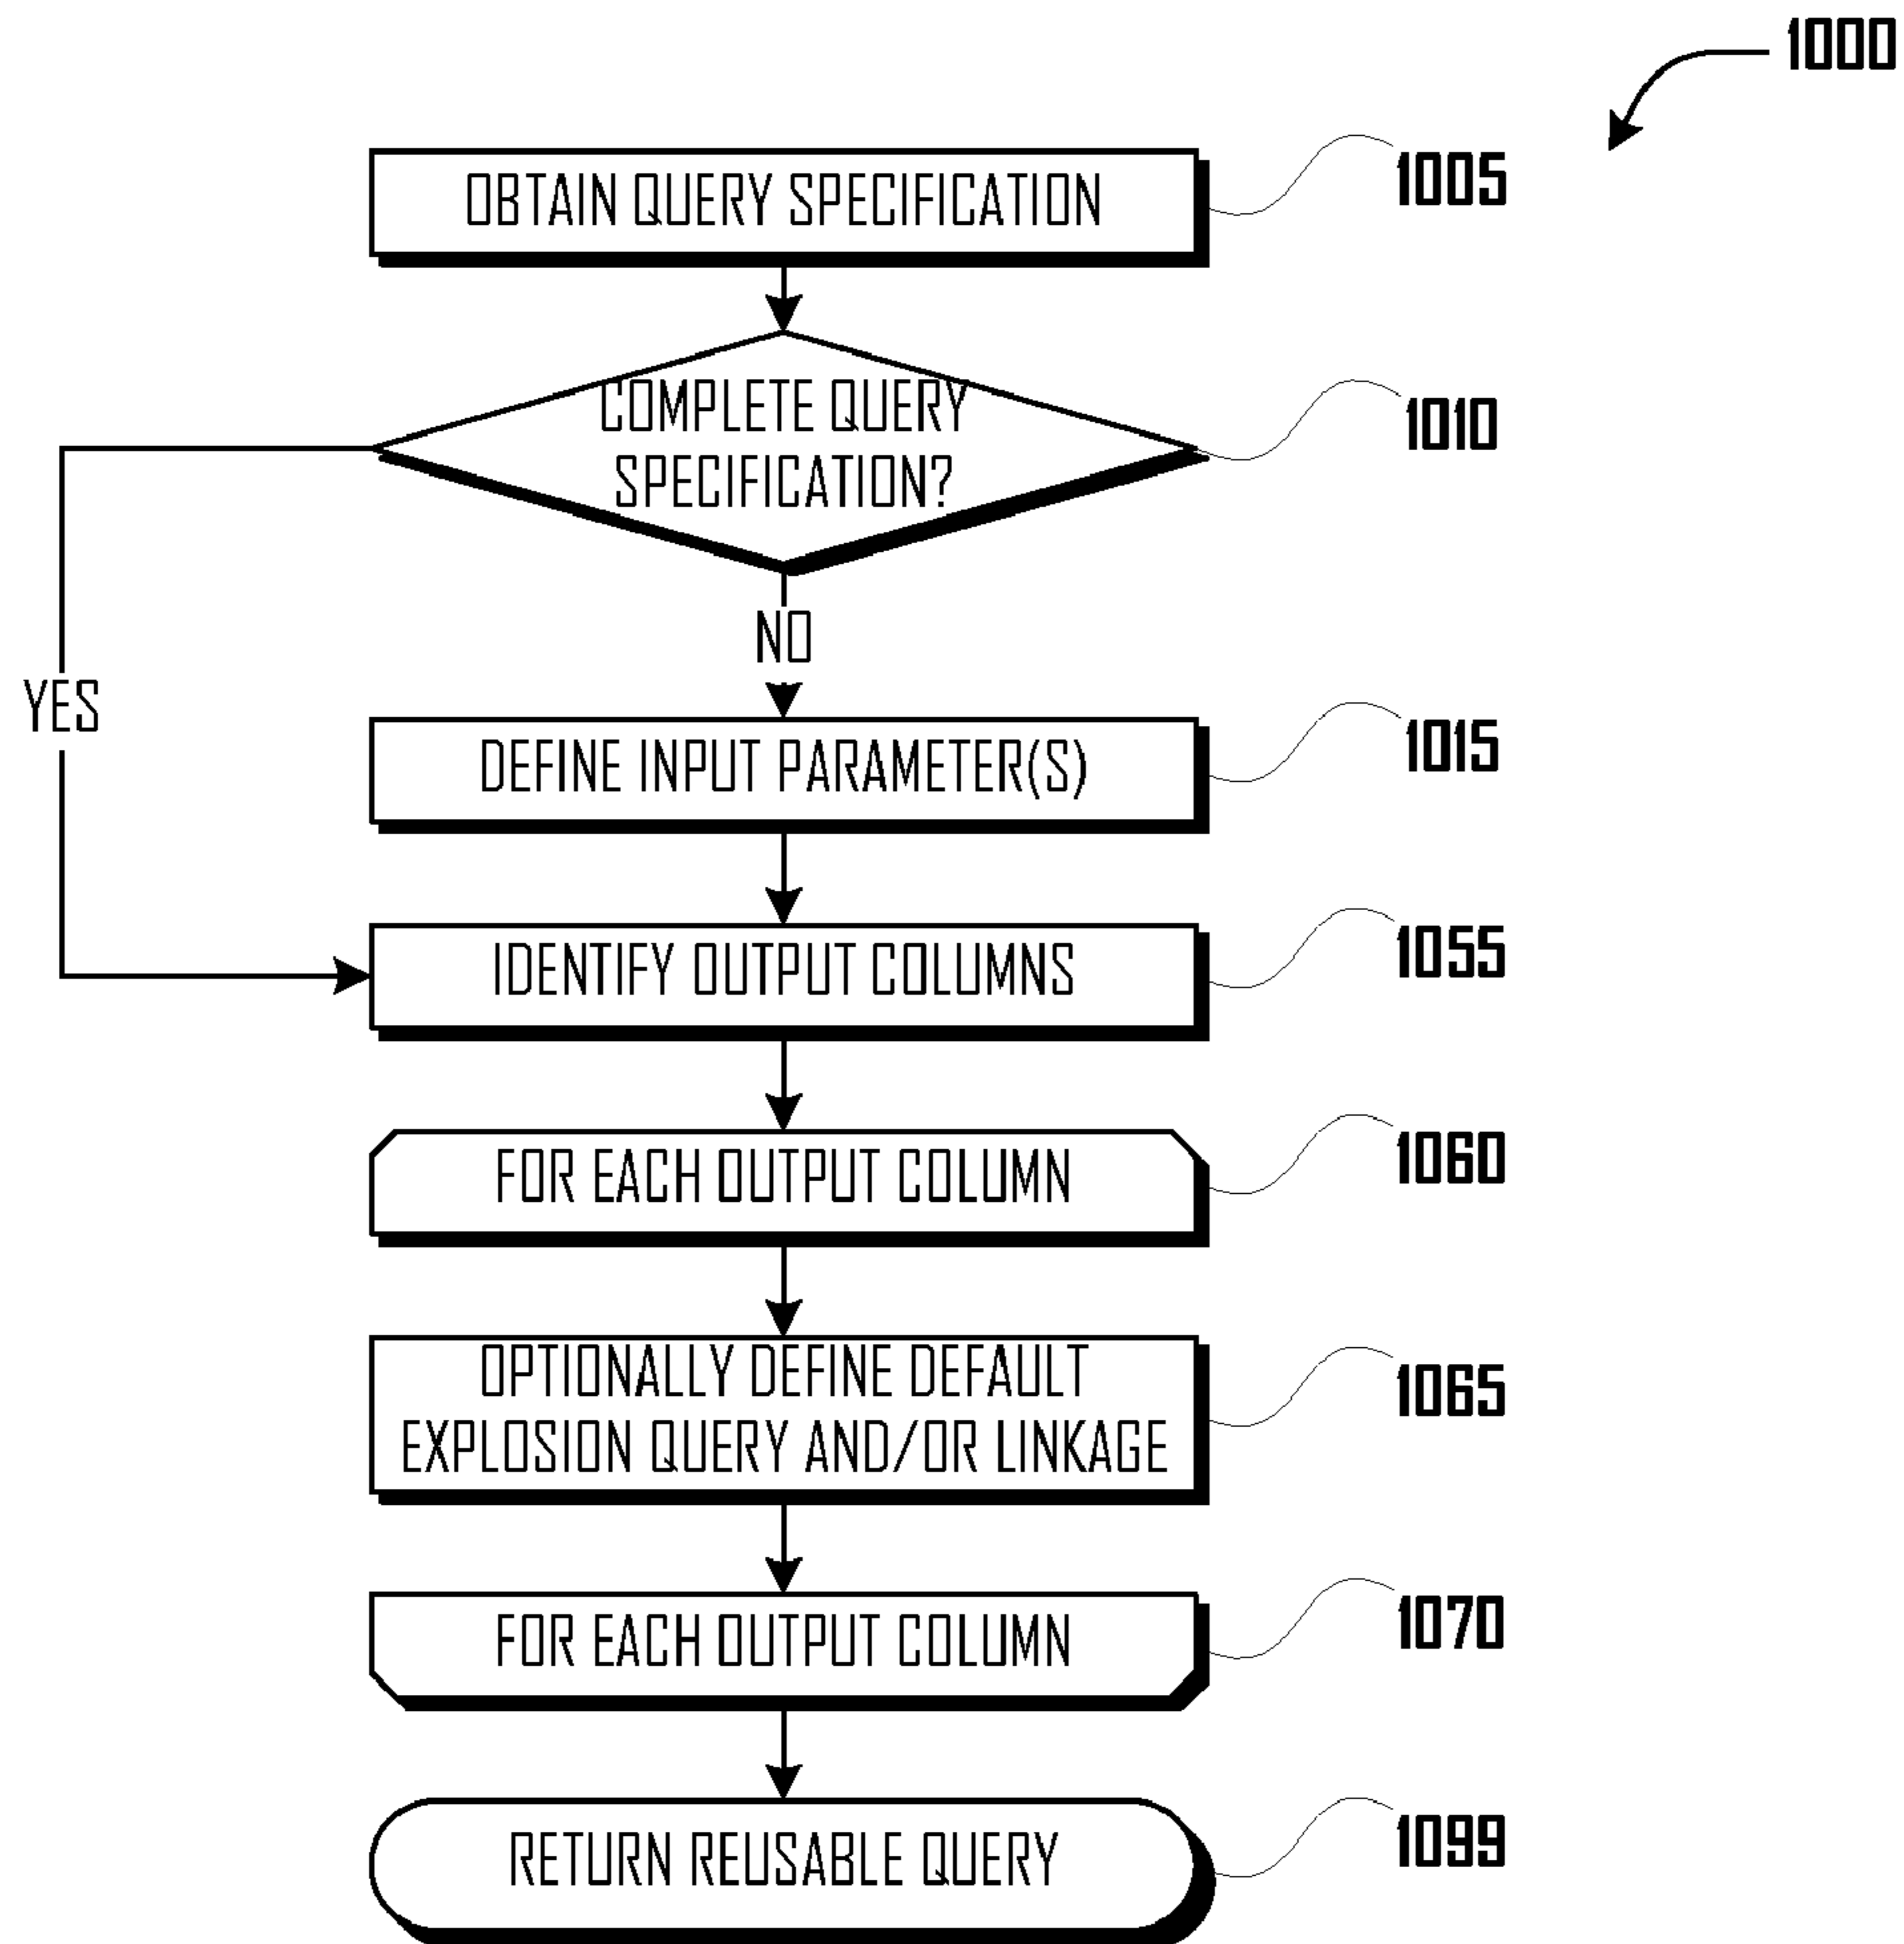 1000
OBTAIN QUERY SPECIFICATION
1005
COMPLETE QUERY
SPECIFICATION?
1010
NO
YES
DEFINE INPUT PARAMETER(S)
1015
IDENTIFY OUTPUT COLUMNS
1055
FOR EACH OUTPUT COLUMN
1060
OPTIONALLY DEFINE DEFAULT
EXPLOSION QUERY AND/OR LINKAGE
1065
FOR EACH OUTPUT COLUMN
1070
RETURN REUSABLE QUERY
1099